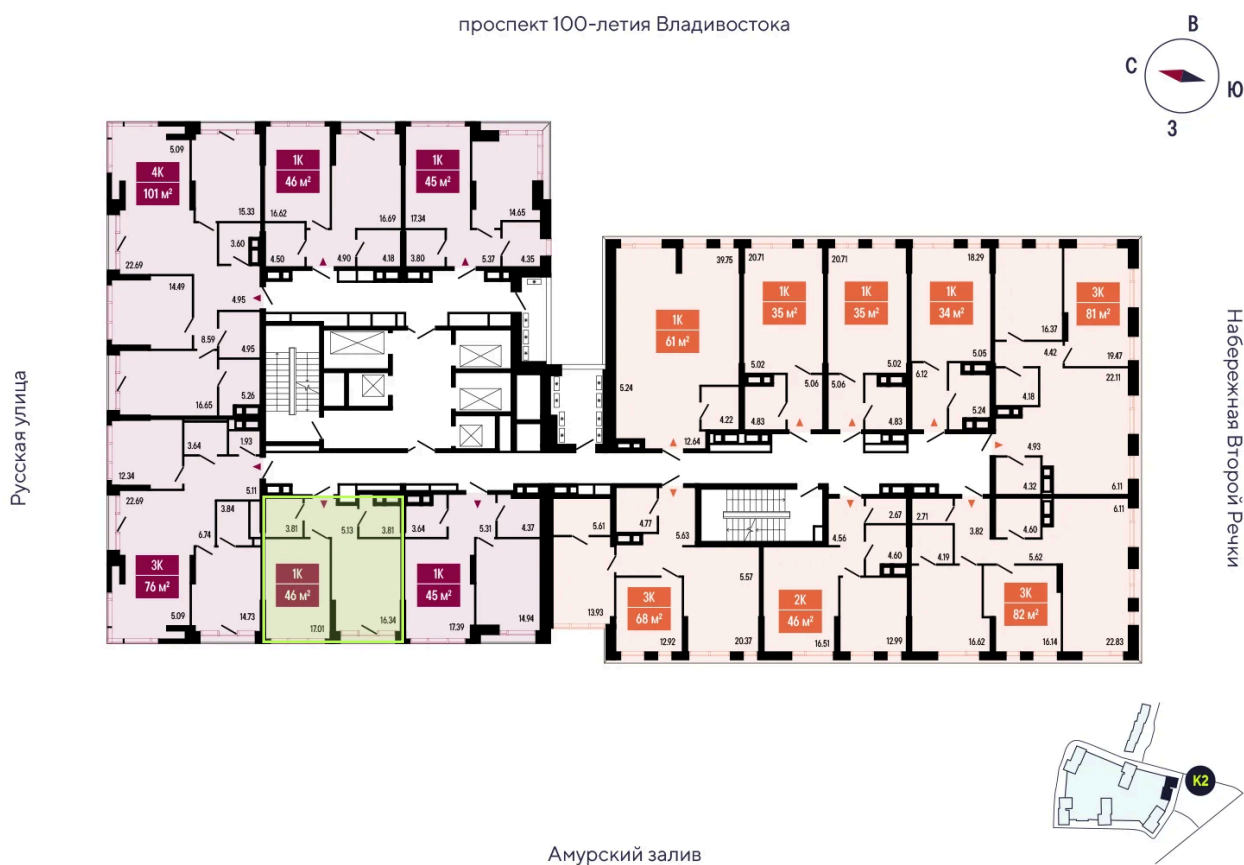 проспект 100-летия Владивостока
В
С
Ю
З
Русская улица
Набережная Второй Речки
5.09
4К
101 м²
15.33
3.60
22.69
14.49
4.95
8.59
4.95
16.65
5.26
1К
46 м²
16.62
16.69
4.50
4.90
4.18
1К
45 м²
17.34
14.65
3.80
5.37
4.35
39.75
1К
61 м²
5.24
4.22
12.64
20.71
1К
35 м²
5.02
5.06
4.83
20.71
1К
35 м²
5.02
5.06
4.83
18.29
1К
34 м²
5.05
6.12
5.24
3К
81 м²
16.37
4.42
19.47
22.11
4.18
4.93
4.32
6.11
3.64
1.93
12.34
22.69
5.11
3.84
6.74
3К
76 м²
5.09
14.73
3.81
5.13
3.81
1К
46 м²
17.01
16.34
3.64
5.31
4.37
1К
45 м²
17.39
14.94
5.61
4.77
5.63
5.57
13.93
3К
68 м²
12.92
20.37
2.67
4.56
4.60
2К
46 м²
16.51
12.99
2.71
3.82
4.60
6.11
4.19
5.62
3К
82 м²
16.62
16.14
22.83
К2
Амурский залив